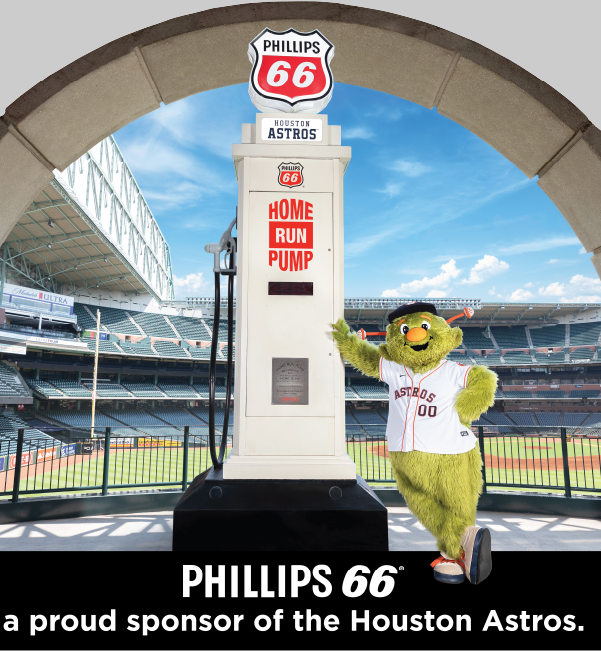 PHILLIPS
66
HOUSTON
ASTROS
PHILLIPS
66
HOME
RUN
PUMP
ULTRA
ASTROS
00
PHILLIPS 66®
a proud sponsor of the Houston Astros.